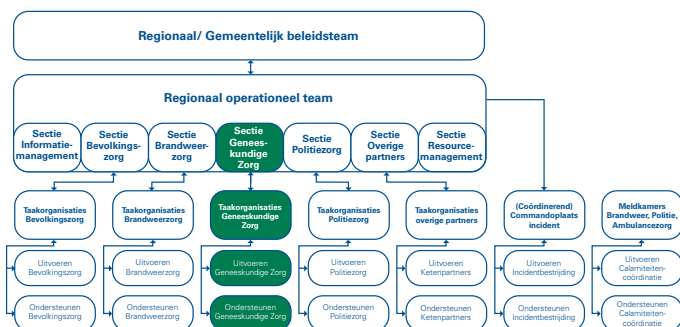 Regionaal/ Gemeentelijk beleidsteam
Regionaal operationeel team
Sectie
Informatie-
management
Sectie
Bevolkings-
zorg
Sectie
Brandweer-
zorg
Sectie
Genees-
kundige
Zorg
Sectie
Politiezorg
Sectie
Overige
partners
Sectie
Resource-
management
Taakorganisaties
Bevolkingszorg
Taakorganisaties
Brandweerzorg
Taakorganisaties
Geneeskundige
Zorg
Taakorganisaties
Politiezorg
Taakorganisaties
overige partners
(Coördinerend)
Commandoplaats
incident
Meldkamers
Brandweer, Politie,
Ambulancezorg
Uitvoeren
Bevolkingszorg
Uitvoeren
Brandweerzorg
Uitvoeren
Geneeskundige Zorg
Uitvoeren
Politiezorg
Uitvoeren
Ketenpartners
Uitvoeren
Incidentbestrijding
Uitvoeren
Calamiteiten-
coördinatie
Ondersteunen
Bevolkingszorg
Ondersteunen
Brandweerzorg
Ondersteunen
Geneeskundige Zorg
Ondersteunen
Politiezorg
Ondersteunen
Ketenpartners
Ondersteunen
Incidentbestrijding
Ondersteunen
Calamiteiten-
coördinatie